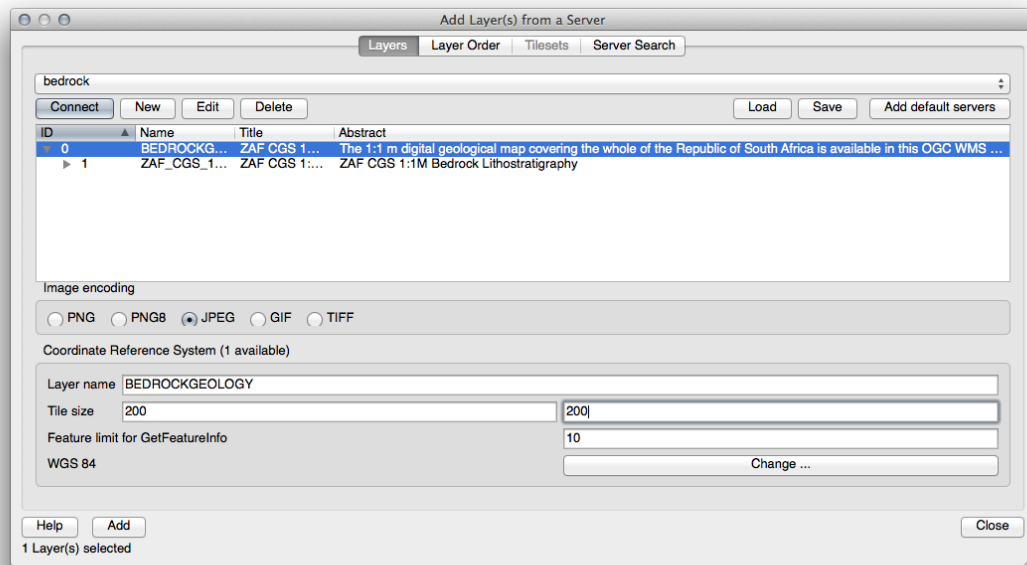 Add Layer(s) from a Server
Layers Layer Order Tilesets Server Search
bedrock
Connect New Edit Delete Load Save Add default servers
ID Name Title Abstract
0 BEDROCKG... ZAF CGS 1... The 1:1 m digital geological map covering the whole of the Republic of South Africa is available in this OGC WMS ...
1 ZAF_CGS_1... ZAF CGS 1:... ZAF CGS 1:1M Bedrock Lithostratigraphy
Image encoding
PNG PNG8 JPEG GIF TIFF
Coordinate Reference System (1 available)
Layer name BEDROCKGEOLOGY
Tile size 200 200
Feature limit for GetFeatureInfo 10
WGS 84 Change ...
Help Add Close
1 Layer(s) selected